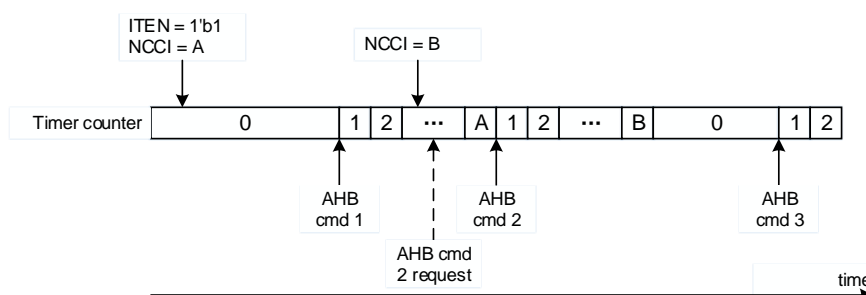 ITEN = 1'b1
NCCI = A
NCCI = B
Timer counter 0 1 2 ... A 1 2 ... B 0 1 2
AHB
cmd 1
AHB
cmd 2
AHB
cmd 3
AHB cmd
2 request
time